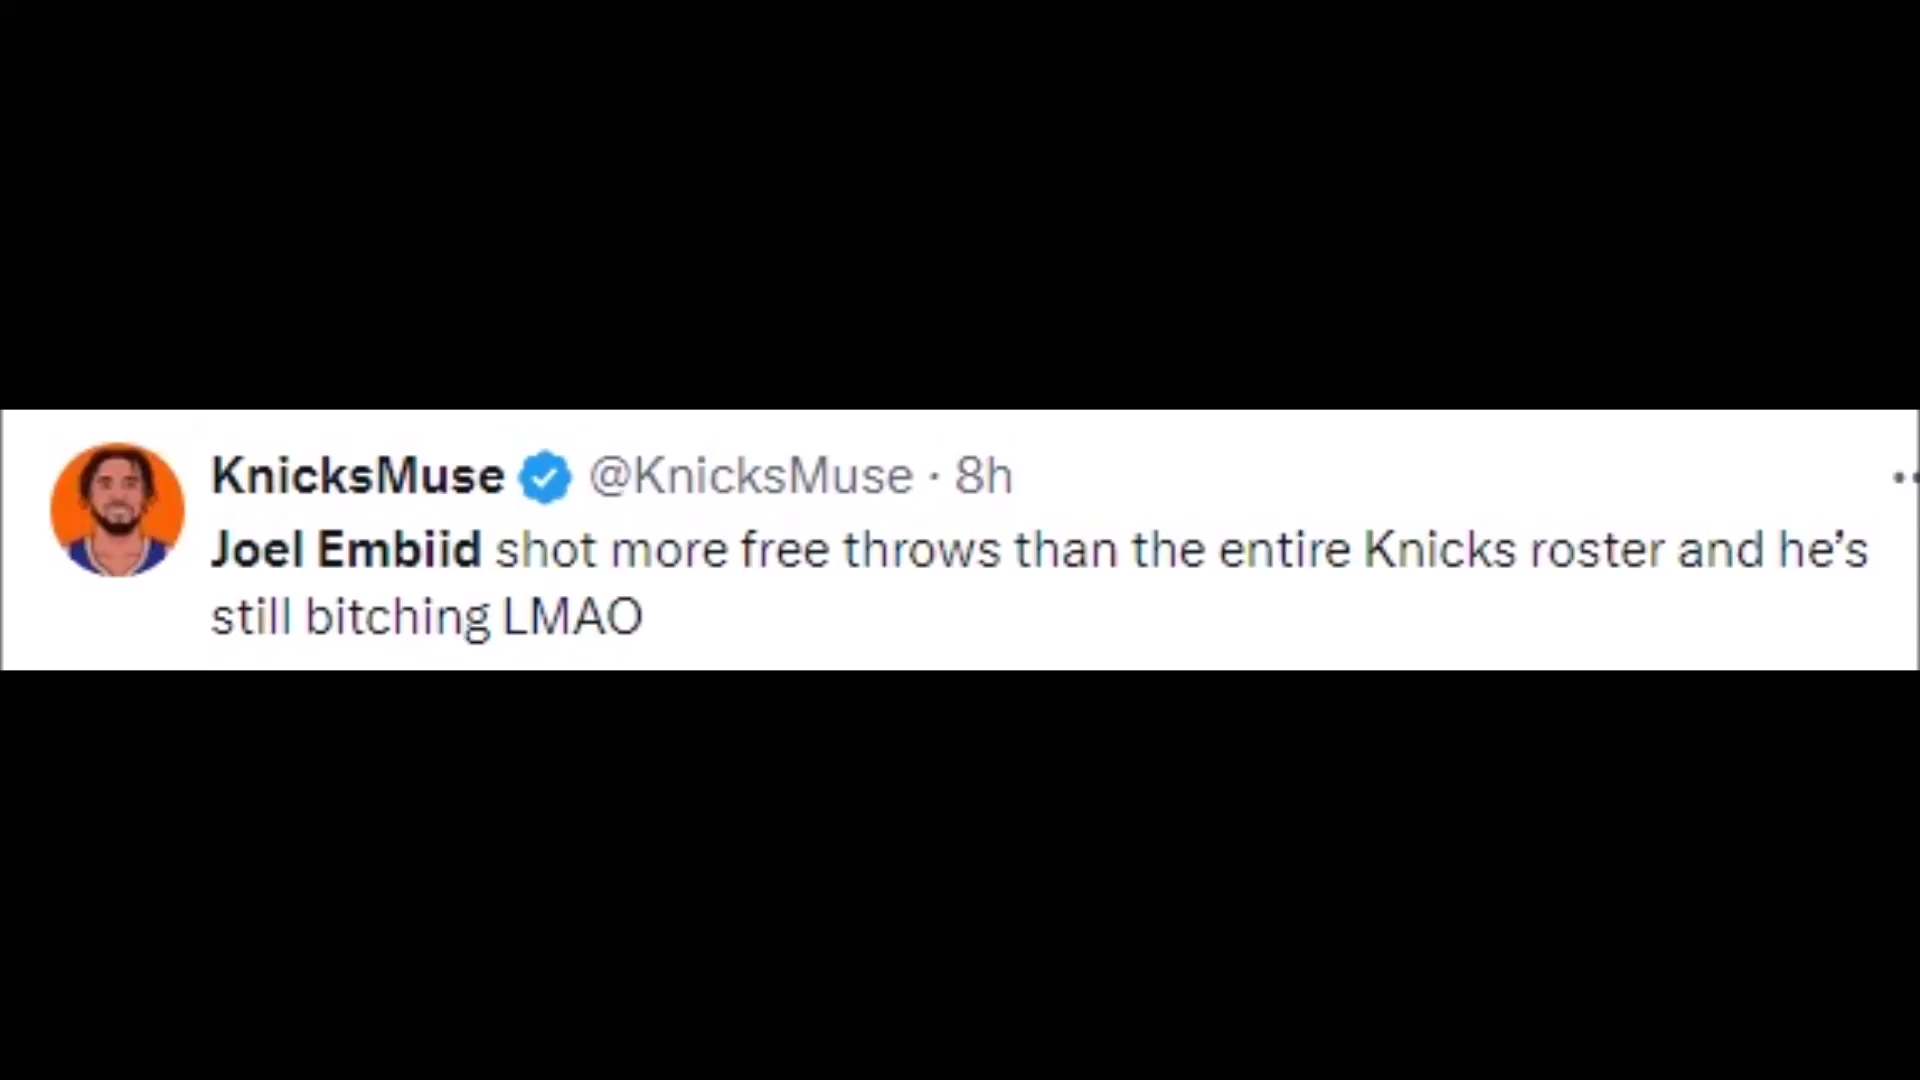 KnicksMuse @KnicksMuse · 8h
Joel Embiid shot more free throws than the entire Knicks roster and he’s
still bitching LMAO